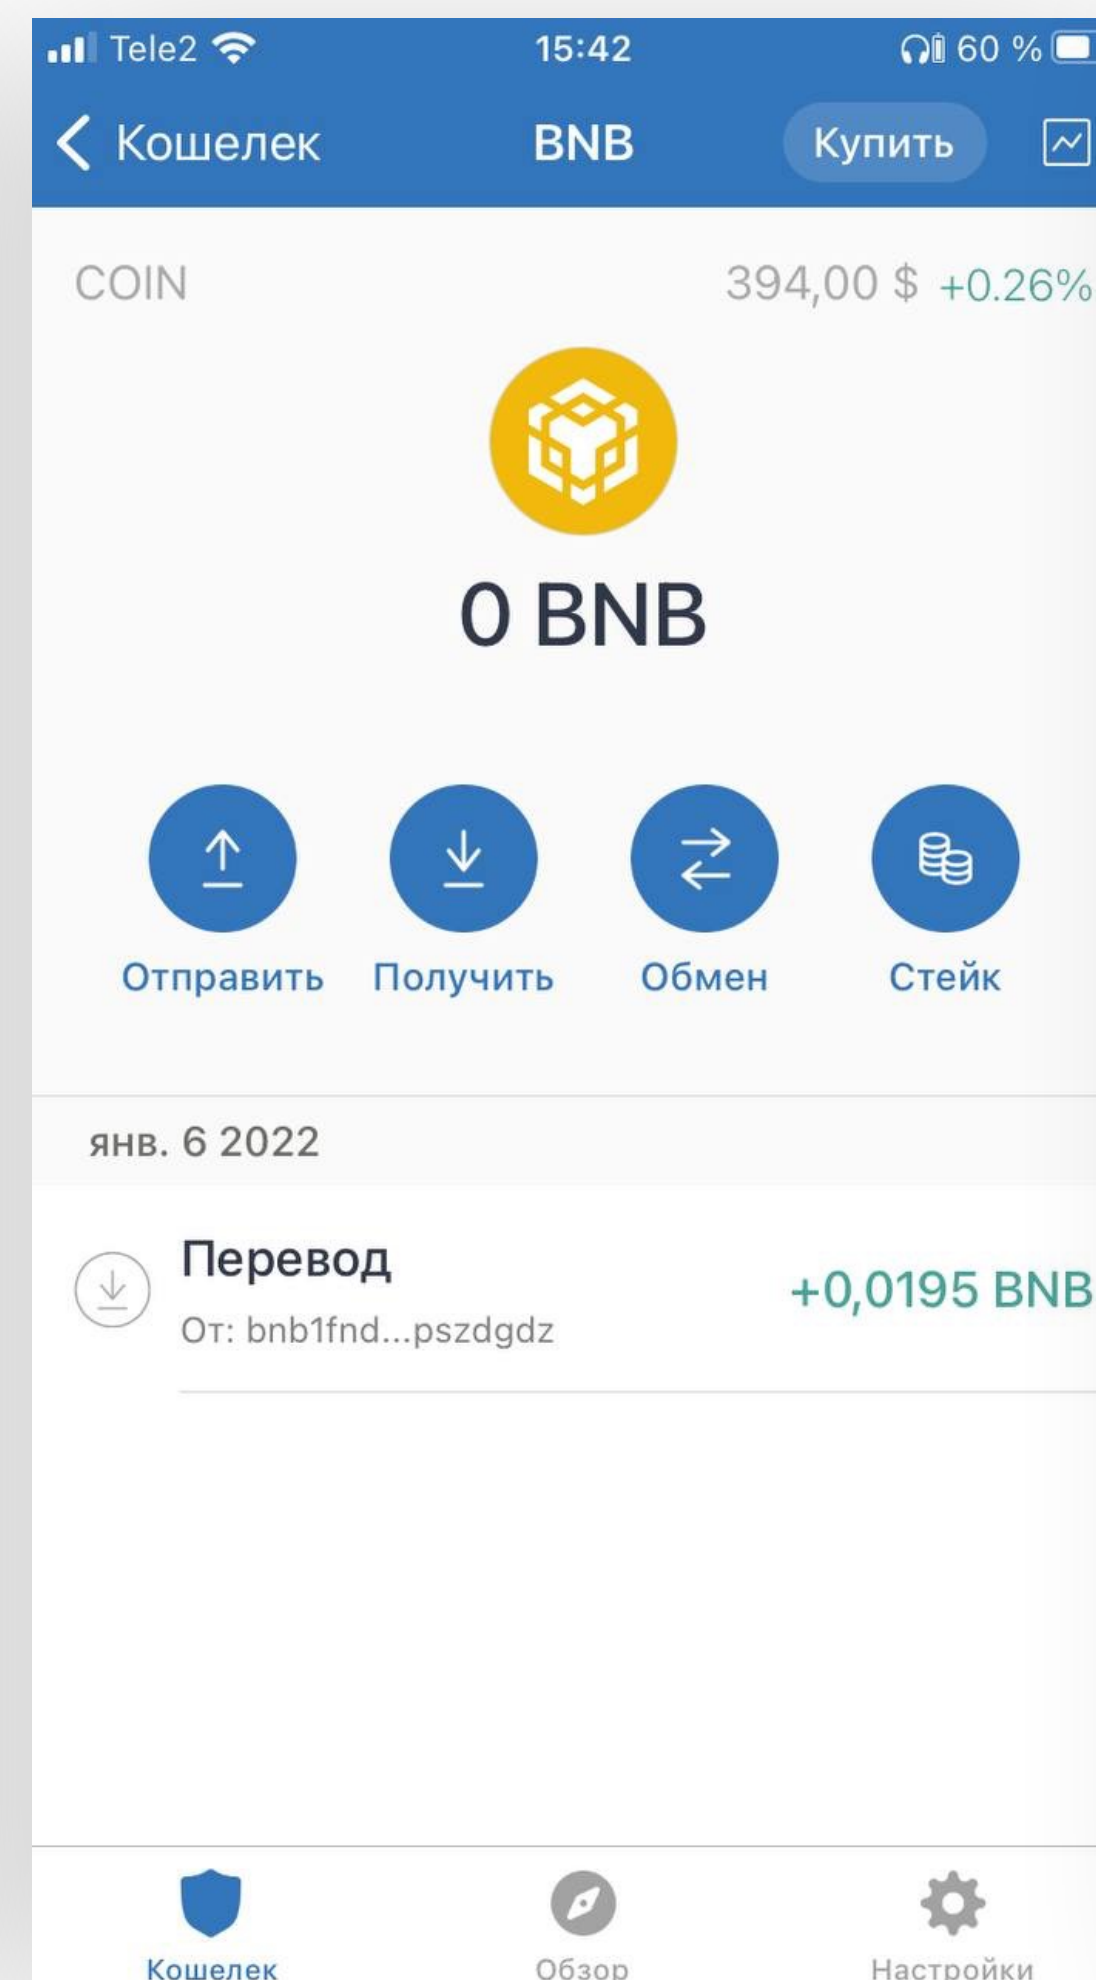 Tele2 15:42 60 %
Кошелек BNB Купить
COIN 394,00 $ +0.26%
0 BNB
Отправить Получить Обмен Стейк
янв. 6 2022
Перевод +0,0195 BNB
От: bnb1fnd...pszdgdz
Кошелек Обзор Настройки